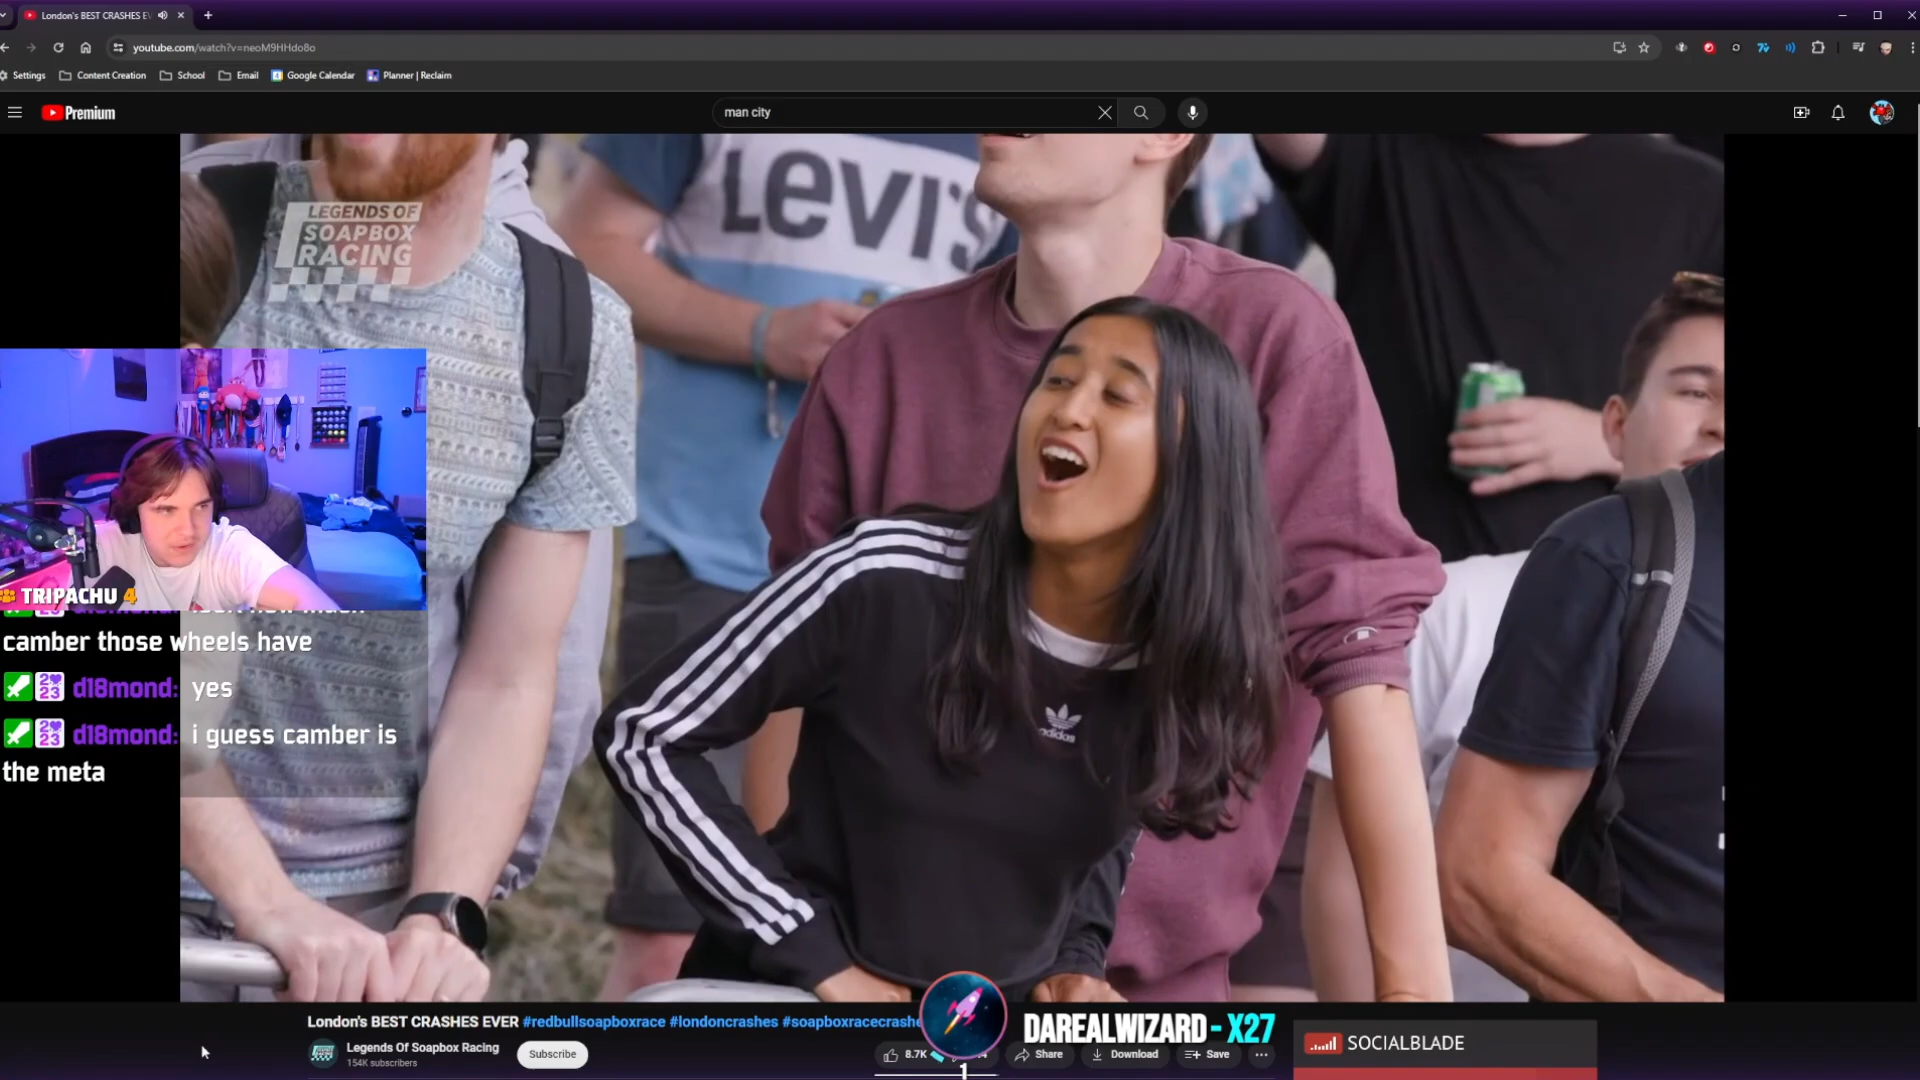 London's BEST CRASHES EV
youtube.com/watch?v=neoM9HHdo8o
Settings
Content Creation
School
Email
Google Calendar
Planner | Reclaim
Premium
man city
LEGENDS OF
SOAPBOX
RACING
LEVI'S
adidas
TRIPACHU 4
camber those wheels have
d18mond: yes
d18mond: i guess camber is
the meta
London's BEST CRASHES EVER #redbullsoapboxrace #londoncrashes #soapboxracecrashe
Legends Of Soapbox Racing
154K subscribers
Subscribe
8.7K
Share
Download
Save
DAREALWIZARD - X27
1
SOCIALBLADE